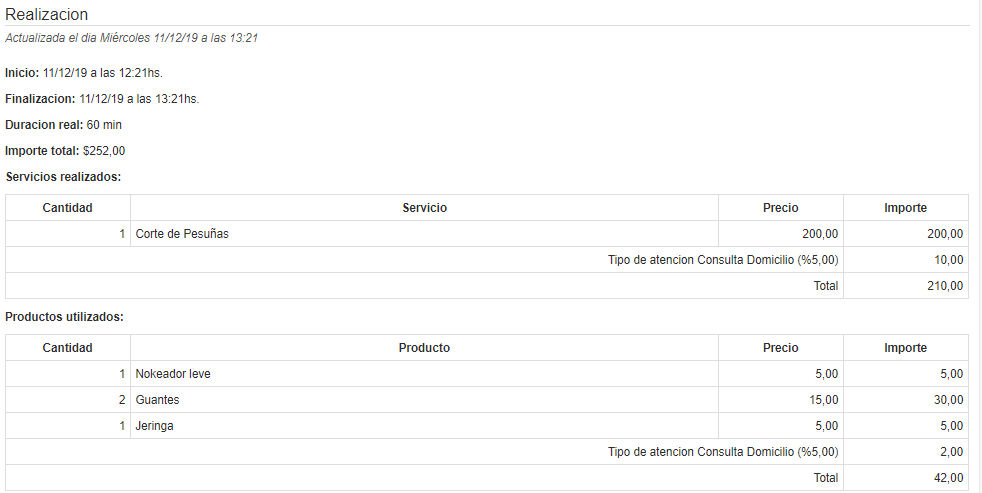 Realizacion
Actualizada el dia Miércoles 11/12/19 a las 13:21
Inicio: 11/12/19 a las 12:21hs.
Finalizacion: 11/12/19 a las 13:21hs.
Duracion real: 60 min
Importe total: $252,00
Servicios realizados:
Cantidad Servicio Precio Importe
1 Corte de Pesuñas 200,00 200,00
Tipo de atencion Consulta Domicilio (%5,00) 10,00
Total 210,00
Productos utilizados:
Cantidad Producto Precio Importe
1 Nokeador leve 5,00 5,00
2 Guantes 15,00 30,00
1 Jeringa 5,00 5,00
Tipo de atencion Consulta Domicilio (%5,00) 2,00
Total 42,00